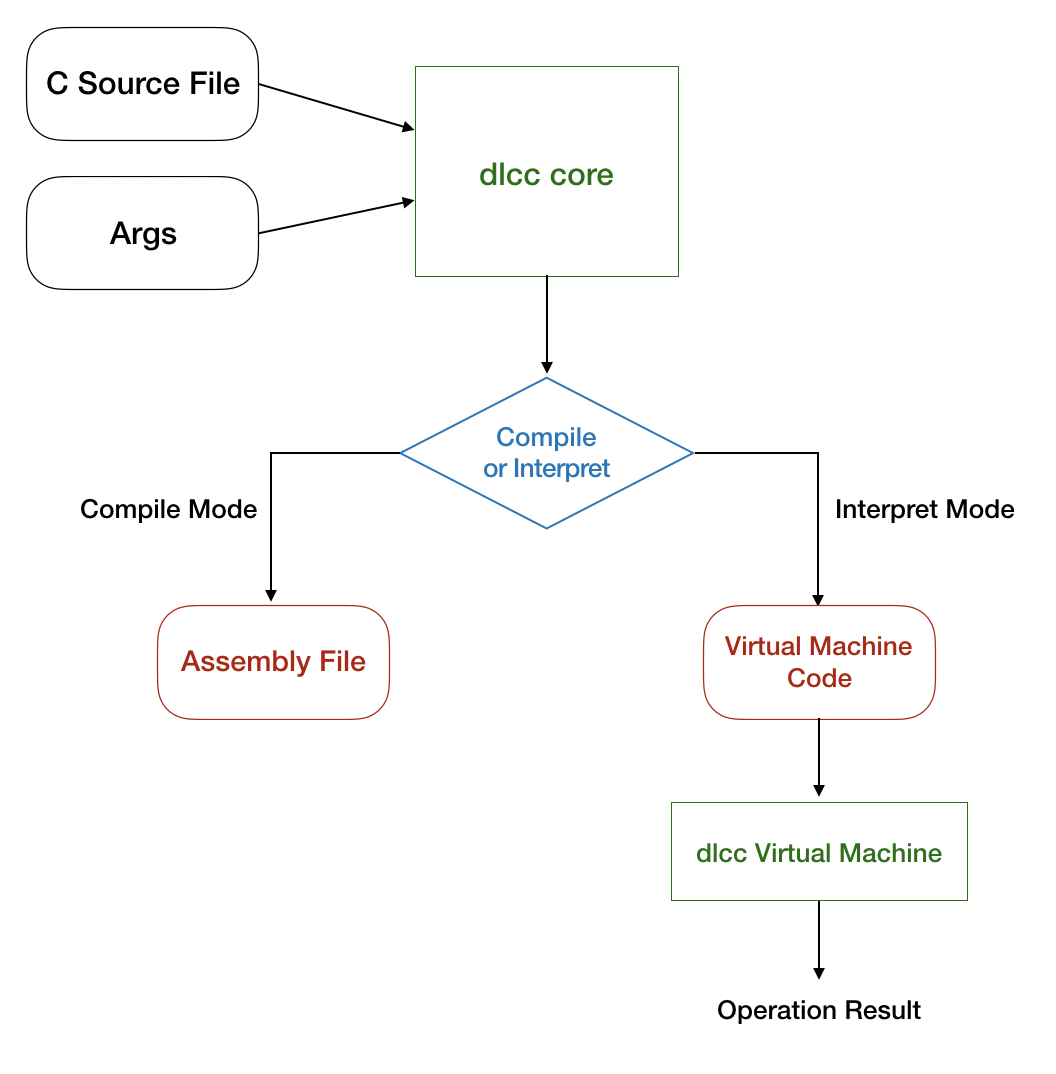 C Source File
dlcc core
Args
Compile
or Interpret
Compile Mode
Interpret Mode
Assembly File
Virtual Machine
Code
dlcc Virtual Machine
Operation Result